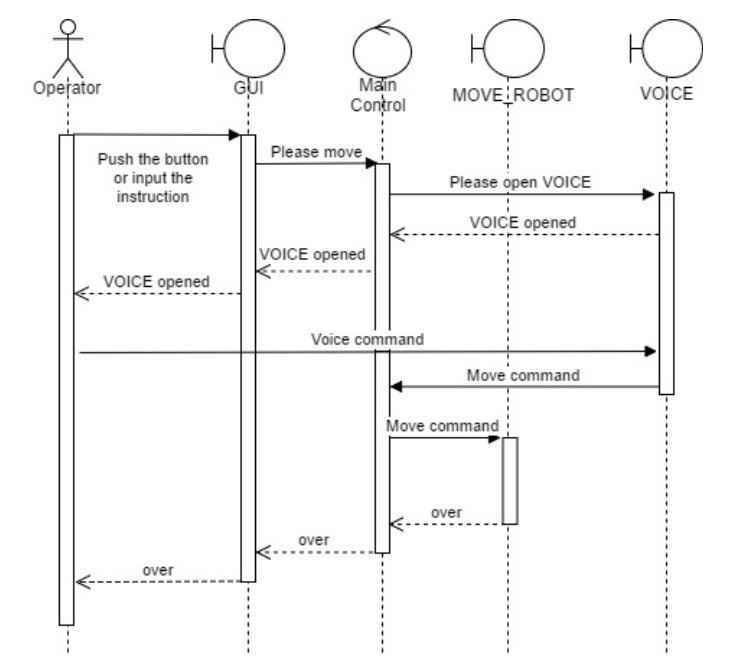 Operator
GUI
Main
Control
MOVE_ROBOT
VOICE
Push the button
or input the
instruction
Please move
Please open VOICE
VOICE opened
VOICE opened
VOICE opened
Voice command
Move command
Move command
over
over
over